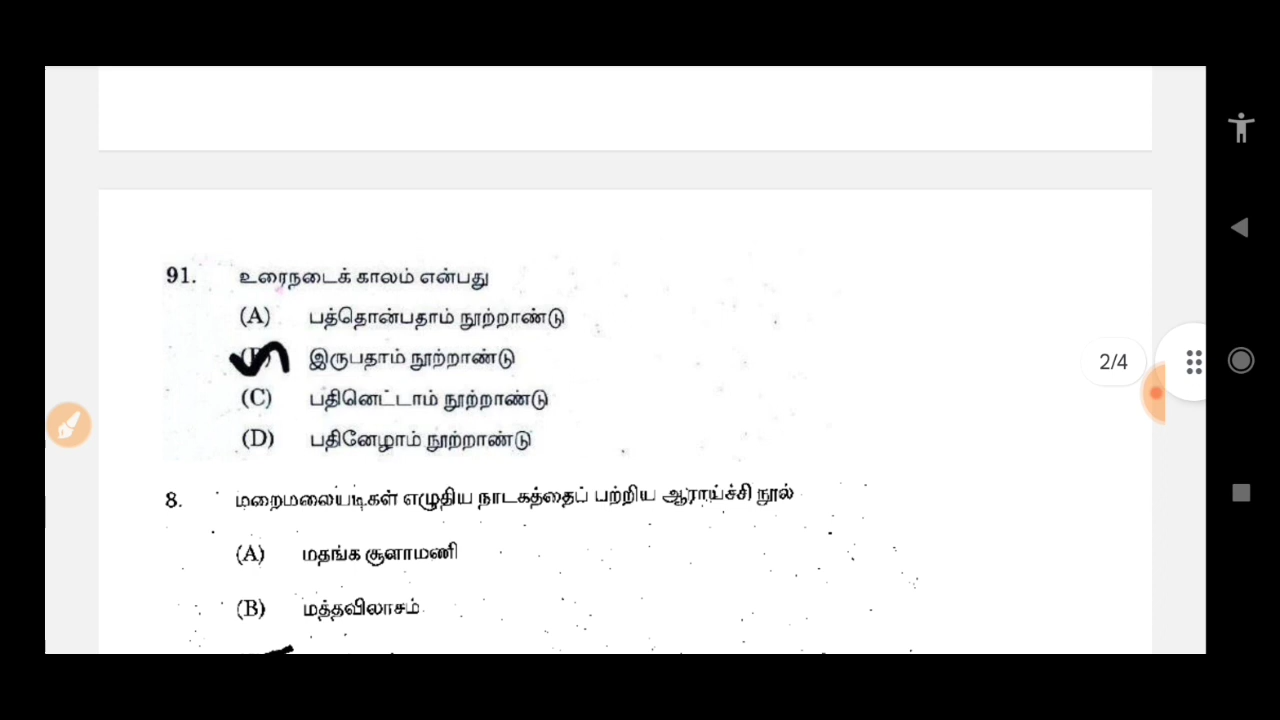 91. உரைநடைக் காலம் என்பது
(A) பத்தொன்பதாம் நூற்றாண்டு
இருபதாம் நூற்றாண்டு
(C) பதினெட்டாம் நூற்றாண்டு
(D) பதினேழாம் நூற்றாண்டு
2/4
8. மறைமலையடிகள் எழுதிய நாடகத்தைப் பற்றிய ஆராய்ச்சி நூல்
(A) மதங்க சூளாமணி
(B) மத்தவிலாசம்